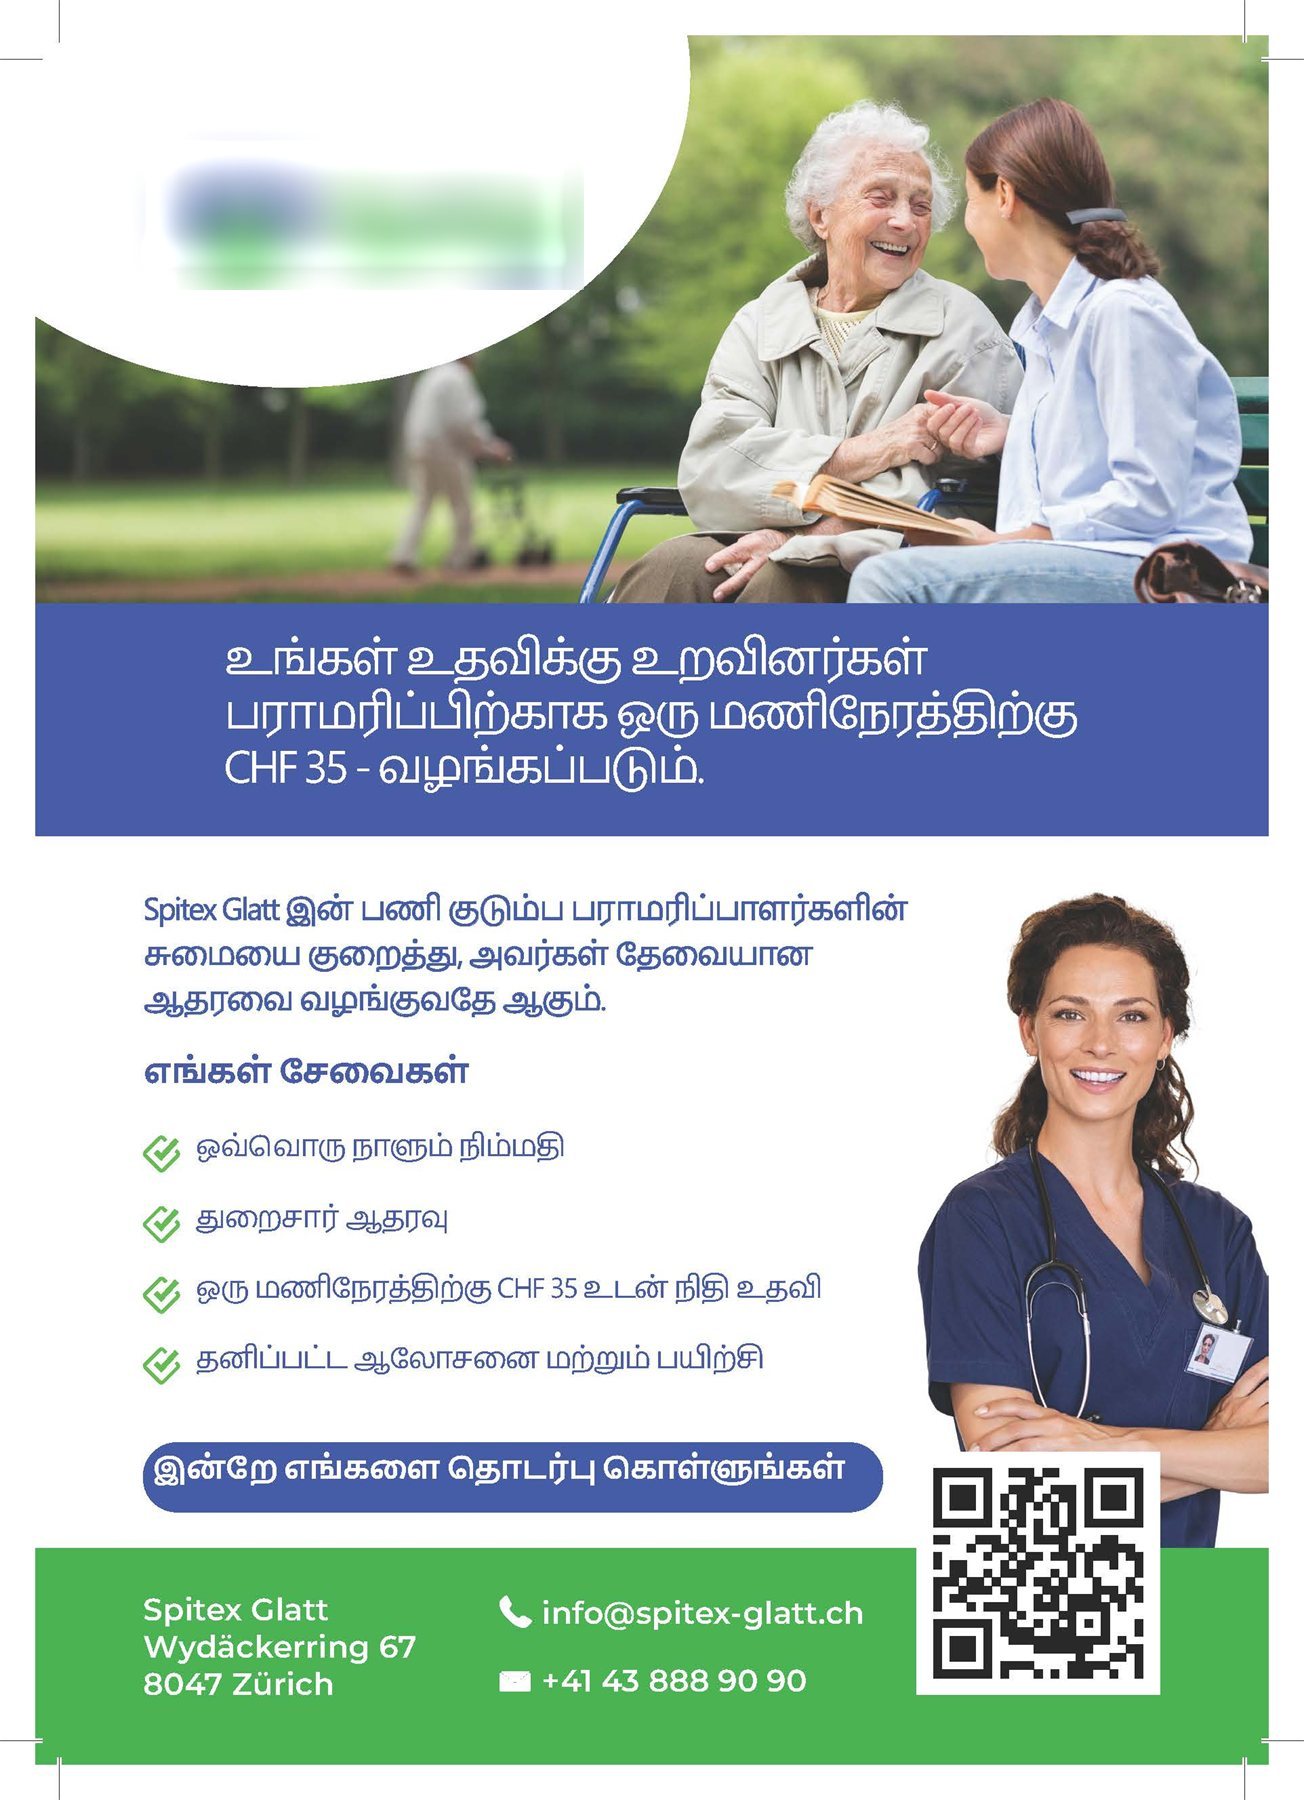 உங்கள் உதவிக்கு உறவினர்கள்
பராமரிப்பிற்காக ஒரு மணிநேரத்திற்கு
CHF 35 - வழங்கப்படும்.
Spitex Glatt இன் பணி குடும்ப பராமரிப்பாளர்களின்
சுமையை குறைத்து, அவர்கள் தேவையான
ஆதரவை வழங்குவதே ஆகும்.
எங்கள் சேவைகள்
ஒவ்வொரு நாளும் நிம்மதி
துறைசார் ஆதரவு
ஒரு மணிநேரத்திற்கு CHF 35 உடன் நிதி உதவி
தனிப்பட்ட ஆலோசனை மற்றும் பயிற்சி
இன்றே எங்களை தொடர்பு கொள்ளுங்கள்
Spitex Glatt
Wydäckerring 67
8047 Zürich
info@spitex-glatt.ch
+41 43 888 90 90